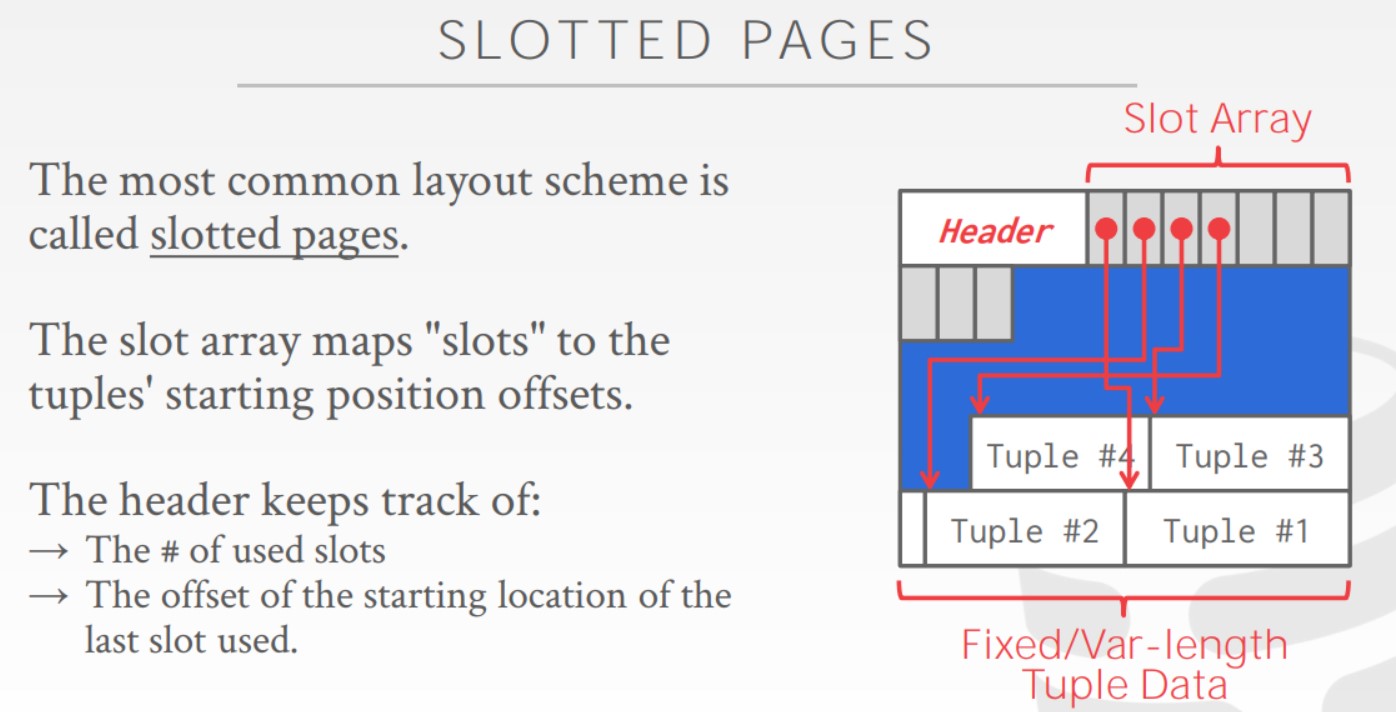 SLOTTED PAGES
The most common layout scheme is
called slotted pages.
The slot array maps "slots" to the
tuples' starting position offsets.
The header keeps track of:
→ The # of used slots
→ The offset of the starting location of the
last slot used.
Slot Array
Header
Tuple #4
Tuple #3
Tuple #2
Tuple #1
Fixed/Var-length
Tuple Data